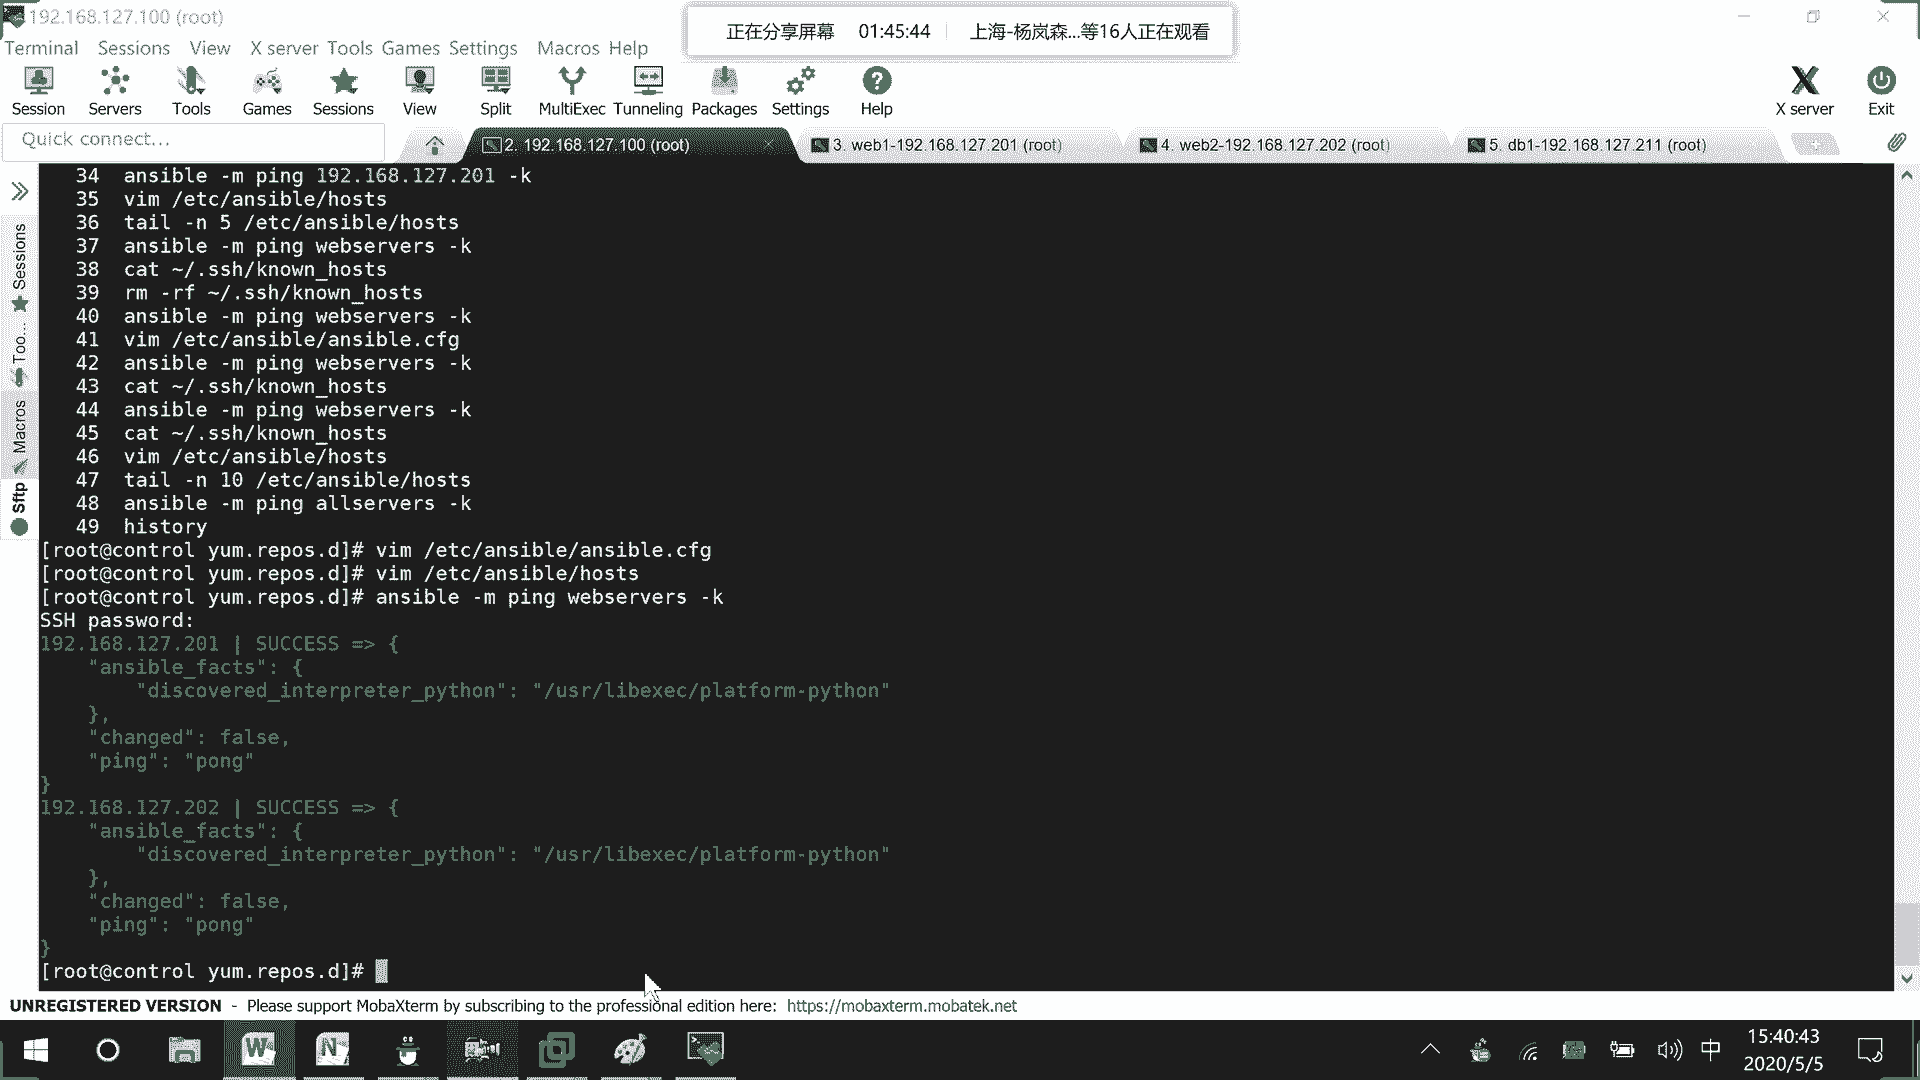 192.168.127.100 (root)
正在分享屏幕 01:45:44 上海-杨岚森...等16人正在观看
Terminal Sessions View X server Tools Games Settings Macros Help
Session Servers Tools Games Sessions View Split MultiExec Tunneling Packages Settings Help X server Exit
Quick connect...
2. 192.168.127.100 (root)
3. web1-192.168.127.201 (root)
4. web2-192.168.127.202 (root)
5. db1-192.168.127.211 (root)
Sessions
Too...
Macros
Sftp
34 ansible -m ping 192.168.127.201 -k
35 vim /etc/ansible/hosts
36 tail -n 5 /etc/ansible/hosts
37 ansible -m ping webservers -k
38 cat ~/.ssh/known_hosts
39 rm -rf ~/.ssh/known_hosts
40 ansible -m ping webservers -k
41 vim /etc/ansible/ansible.cfg
42 ansible -m ping webservers -k
43 cat ~/.ssh/known_hosts
44 ansible -m ping webservers -k
45 cat ~/.ssh/known_hosts
46 vim /etc/ansible/hosts
47 tail -n 10 /etc/ansible/hosts
48 ansible -m ping allservers -k
49 history
[root@control yum.repos.d]# vim /etc/ansible/ansible.cfg
[root@control yum.repos.d]# vim /etc/ansible/hosts
[root@control yum.repos.d]# ansible -m ping webservers -k
SSH password:
192.168.127.201 | SUCCESS => {
"ansible_facts": {
"discovered_interpreter_python": "/usr/libexec/platform-python"
},
"changed": false,
"ping": "pong"
}
192.168.127.202 | SUCCESS => {
"ansible_facts": {
"discovered_interpreter_python": "/usr/libexec/platform-python"
},
"changed": false,
"ping": "pong"
}
[root@control yum.repos.d]#
UNREGISTERED VERSION - Please support MobaXterm by subscribing to the professional edition here: https://mobaxterm.mobatek.net
中
15:40:43
2020/5/5